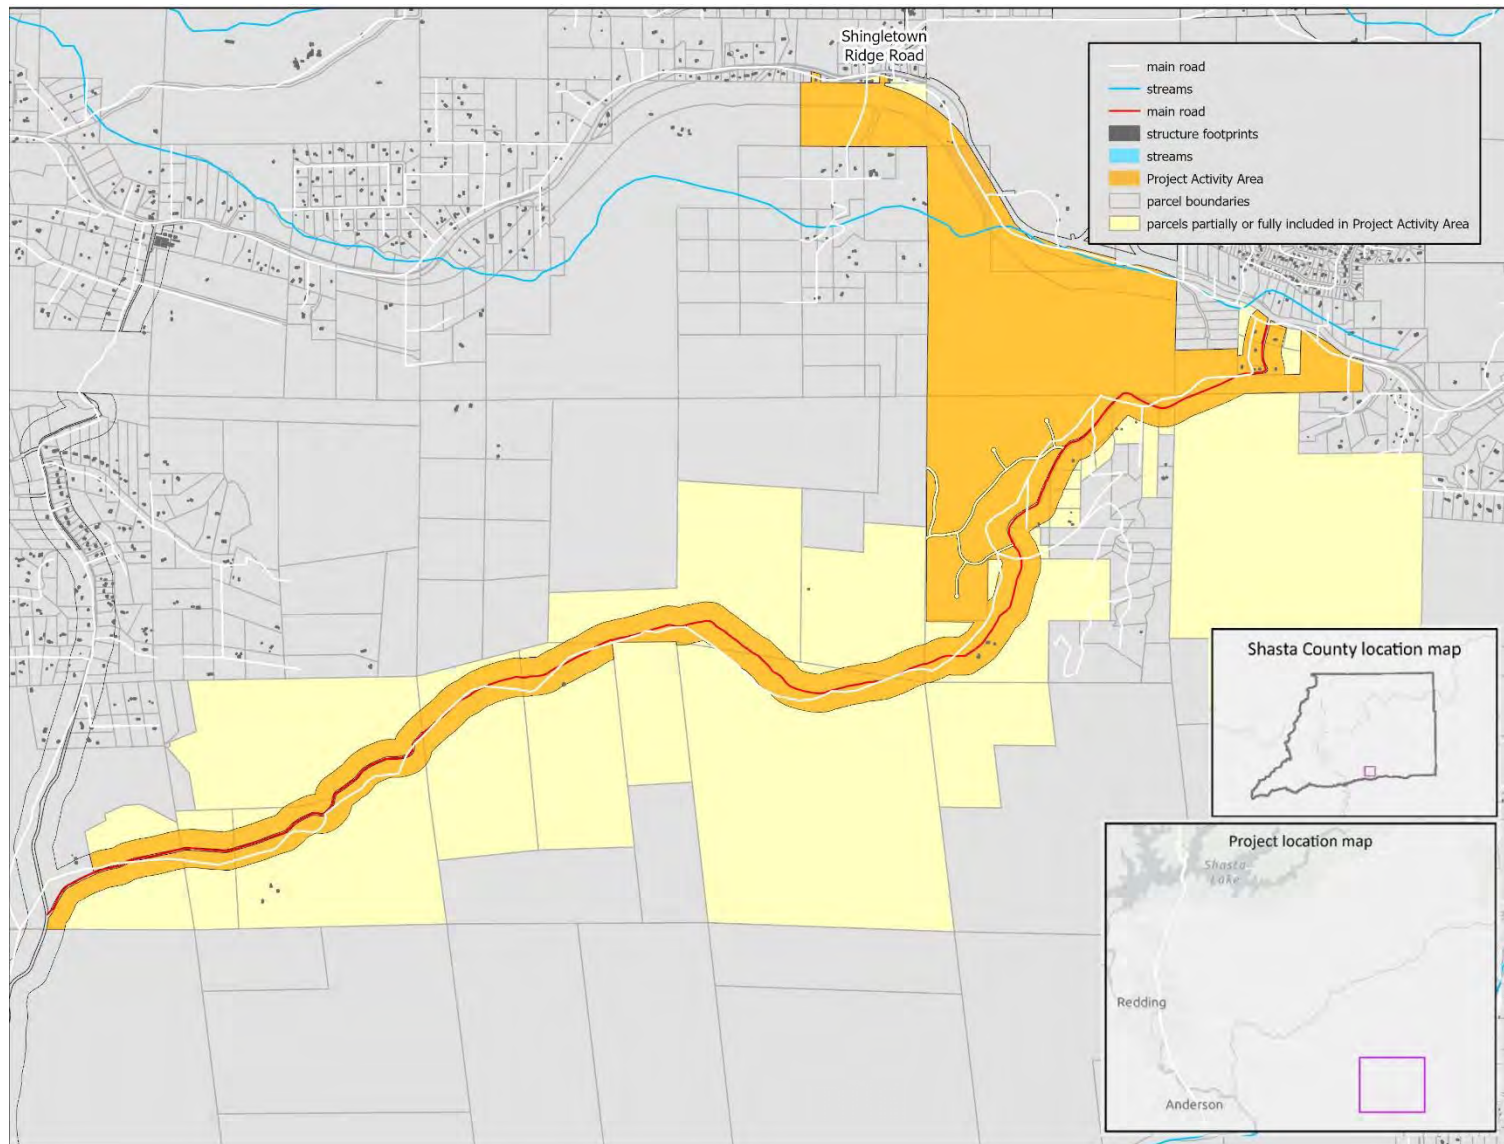 Shingletown
Ridge Road
main road
streams
main road
structure footprints
streams
Project Activity Area
parcel boundaries
parcels partially or fully included in Project Activity Area
Shasta County location map
Project location map
Shasta
Lake
Redding
Anderson